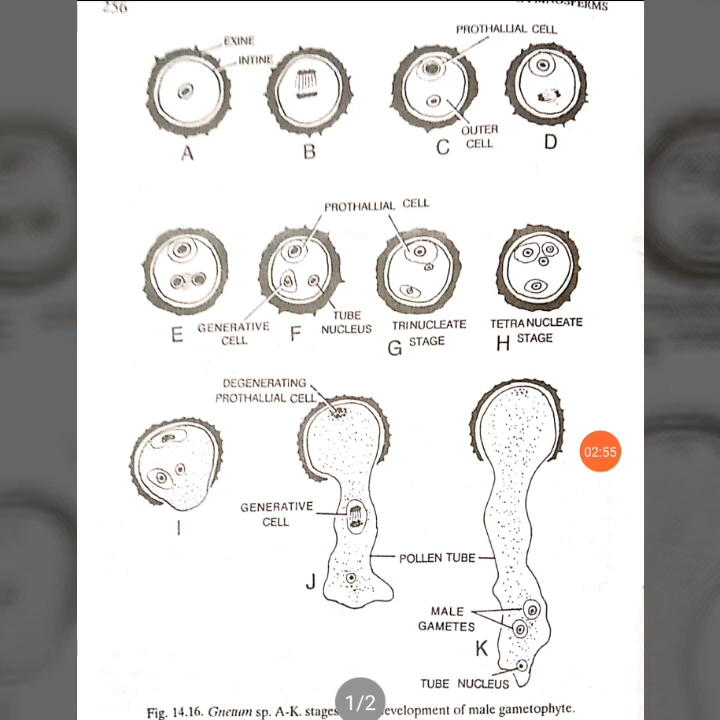 256
GYMNOSPERMS
EXINE
INTINE
PROTHALLIAL CELL
OUTER
CELL
A
B
C
D
PROTHALLIAL CELL
E
GENERATIVE
CELL
F
TUBE
NUCLEUS
G
TRINUCLEATE
STAGE
H
TETRANUCLEATE
STAGE
DEGENERATING
PROTHALLIAL CELL
02:55
GENERATIVE
CELL
I
J
POLLEN TUBE
MALE
GAMETES
K
TUBE NUCLEUS
1/2
Fig. 14.16. Gnetum sp. A-K. stages development of male gametophyte.